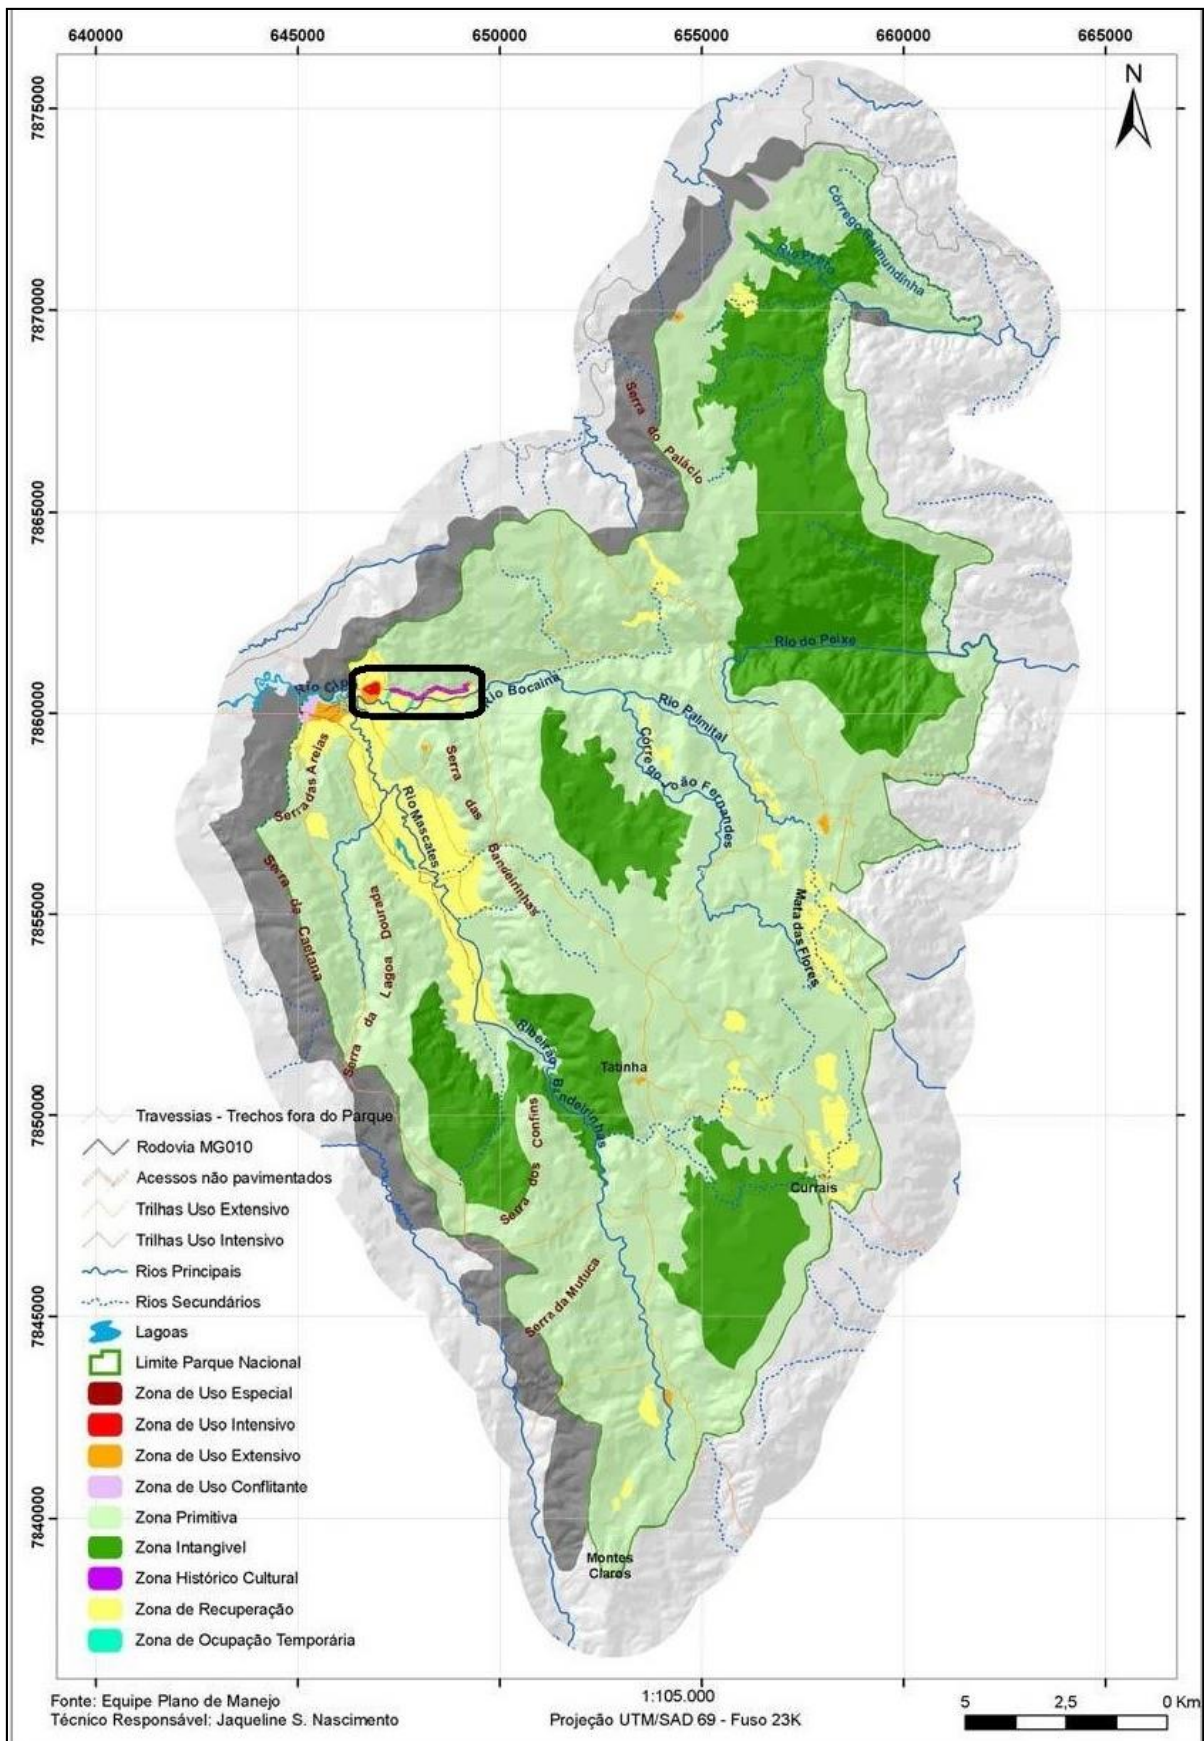 640000 645000 650000 655000 660000 665000
N
7875000
7870000
7865000
7860000
7855000
7850000
7845000
7840000
Córrego Raimundinha
Rio Preto
Serra do Palácio
Rio do Peixe
Rio Bocaina
Rio Palmital
Córrego João Fernandes
Serra das Areias
Rio Mascates
Serra das Bandeirinhas
Serra da Caetana
Serra da Lagoa Dourada
Mata das Flores
Ribeirão Bandeirinhas
Tatinha
Serra dos Confins
Currais
Serra da Mutuca
Montes
Claros
Travessias - Trechos fora do Parque
Rodovia MG010
Acessos não pavimentados
Trilhas Uso Extensivo
Trilhas Uso Intensivo
Rios Principais
Rios Secundários
Lagoas
Limite Parque Nacional
Zona de Uso Especial
Zona de Uso Intensivo
Zona de Uso Extensivo
Zona de Uso Conflitante
Zona Primitiva
Zona Intangivel
Zona Histórico Cultural
Zona de Recuperação
Zona de Ocupação Temporária
Fonte: Equipe Plano de Manejo
Técnico Responsável: Jaqueline S. Nascimento
1:105.000
Projeção UTM/SAD 69 - Fuso 23K
5 2,5 0 Km